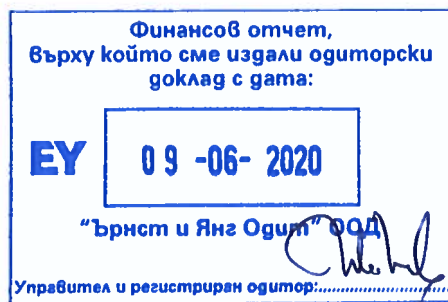 Финансов отчет,
върху който сме издали одиторски
доклад с дата:
EY
09 -06- 2020
"Ърнст и Янг Одит" ООД
Управител и регистриран одитор: